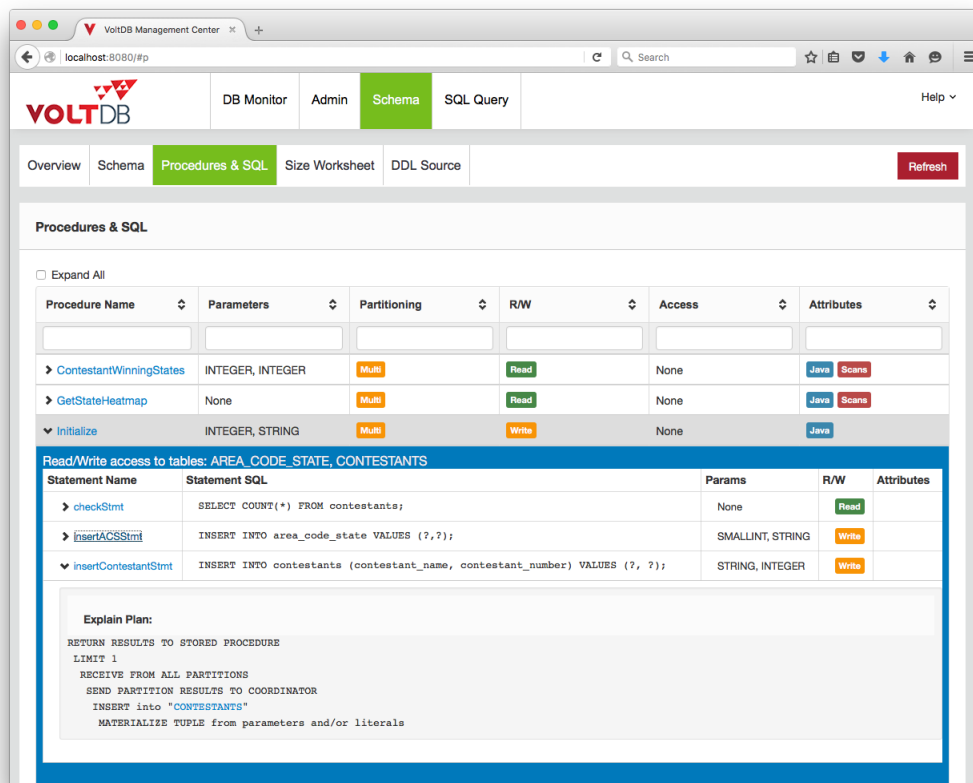 VoltDB Management Center
localhost:8080/#p
Search
VOLTDB
DB Monitor Admin Schema SQL Query Help
Overview Schema Procedures & SQL Size Worksheet DDL Source Refresh
Procedures & SQL
Expand All
Procedure Name Parameters Partitioning R/W Access Attributes
ContestantWinningStates INTEGER, INTEGER Multi Read None Java Scans
GetStateHeatmap None Multi Read None Java Scans
Initialize INTEGER, STRING Multi Write None Java
Read/Write access to tables: AREA_CODE_STATE, CONTESTANTS
Statement Name Statement SQL Params R/W Attributes
checkStmt SELECT COUNT(*) FROM contestants; None Read
insertACSStmt INSERT INTO area_code_state VALUES (?,?); SMALLINT, STRING Write
insertContestantStmt INSERT INTO contestants (contestant_name, contestant_number) VALUES (?, ?); STRING, INTEGER Write
Explain Plan:
RETURN RESULTS TO STORED PROCEDURE
LIMIT 1
RECEIVE FROM ALL PARTITIONS
SEND PARTITION RESULTS TO COORDINATOR
INSERT into "CONTESTANTS"
MATERIALIZE TUPLE from parameters and/or literals